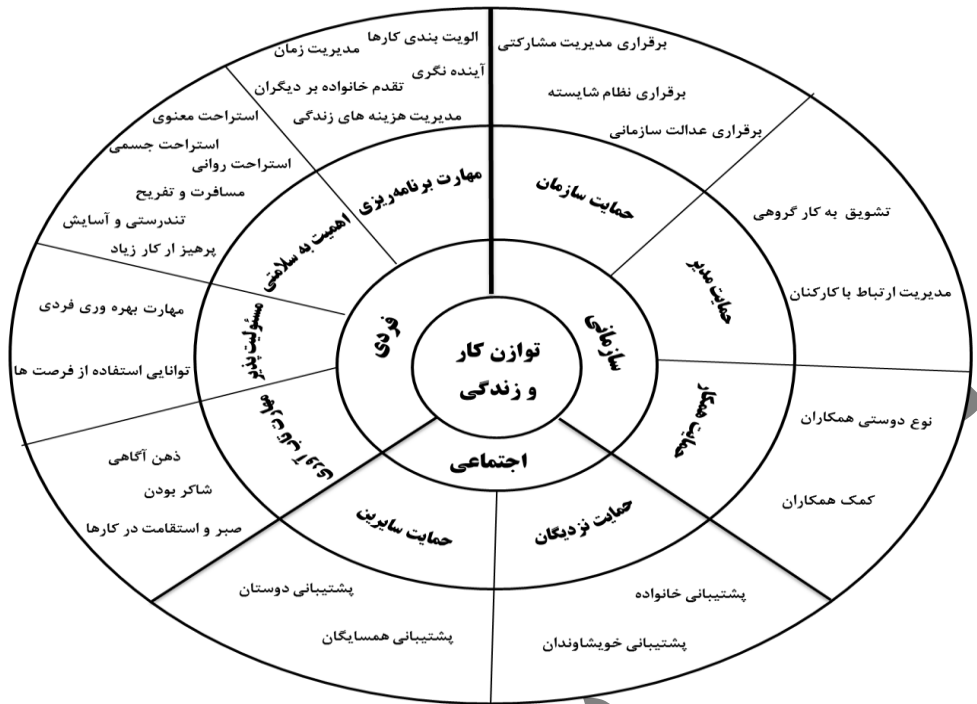 توازن کار
و زندگی
سازمانی
حمایت سازمان
برقراری مدیریت مشارکتی
برقراری نظام شایسته
برقراری عدالت سازمانی
حمایت مدیر
تشویق به کار گروهی
مدیریت ارتباط با کارکنان
حمایت همکار
نوع دوستی همکاران
کمک همکاران
اجتماعی
حمایت نزدیگان
پشتیبانی خانواده
پشتیبانی خویشاوندان
حمایت سایرین
پشتیبانی دوستان
پشتیبانی همسایگان
فردی
مهارت تاب آوری
ذهن آگاهی
شاکر بودن
صبر و استقامت در کارها
مسئولیت پذیر
مهارت بهره وری فردی
توانایی استفاده از فرصت ها
اهمیت به سلامتی
استراحت معنوی
استراحت جسمی
استراحت روانی
مسافرت و تفریح
تندرستی و آسایش
پرهیز ار کار زیاد
مهارت برنامه‌ریزی
الویت بندی کارها
مدیریت زمان
آینده نگری
تقدم خانواده بر دیگران
مدیریت هزینه های زندگی